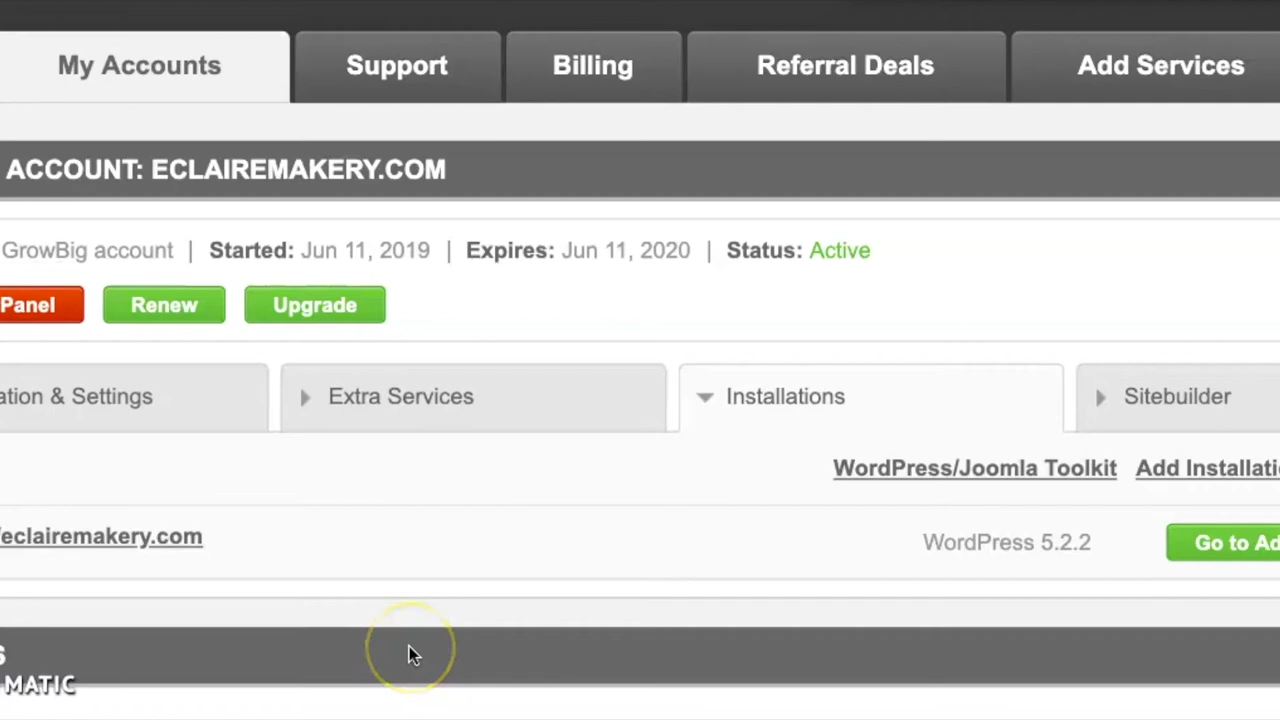 My Accounts Support Billing Referral Deals Add Services
ACCOUNT: ECLAIREMAKERY.COM
GrowBig account | Started: Jun 11, 2019 | Expires: Jun 11, 2020 | Status: Active
Panel Renew Upgrade
ation & Settings Extra Services Installations Sitebuilder
WordPress/Joomla Toolkit Add Installati
/eclairemakery.com WordPress 5.2.2 Go to Ad
S
MATIC